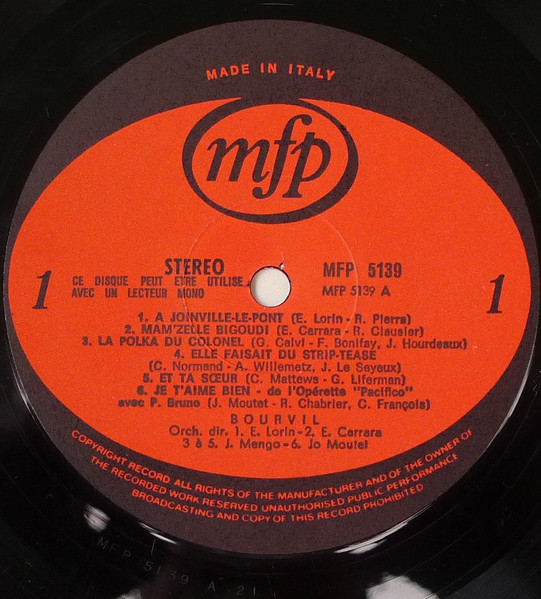 MADE IN ITALY
mfp
STEREO
MFP 5139
CE DISQUE PEUT ETRE UTILISE
AVEC UN LECTEUR MONO
MFP 5139 A
1
1
1. A JOINVILLE-LE-PONT (E. Lorin - R. Pierra)
2. MAM'ZELLE BIGOUDI (E. Carrara - R. Clausier)
3. LA POLKA DU COLONEL (G. Calvi - F. Bonifay, J. Hourdeaux)
4. ELLE FAISAIT DU STRIP-TEASE
(C. Normand - A. Willemetz, J. Le Seyeux)
5. ET TA SŒUR (C. Mattews - G. Liferman)
6. JE T'AIME BIEN - de l'Opérette "Pacifico"
avec P. Bruno (J. Moutet - R. Chabrier, C. François)
BOURVIL
Orch. dir. 1. E. Lorin - 2. E. Carrara
3 à 5. J. Mengo - 6. Jo Moutet
COPYRIGHT RECORD ALL RIGHTS OF THE MANUFACTURER AND OF THE OWNER OF
THE RECORDED WORK RESERVED UNAUTHORISED PUBLIC PERFORMANCE
BROADCASTING AND COPY OF THIS RECORD PROHIBITED
MFP 5139 A 21